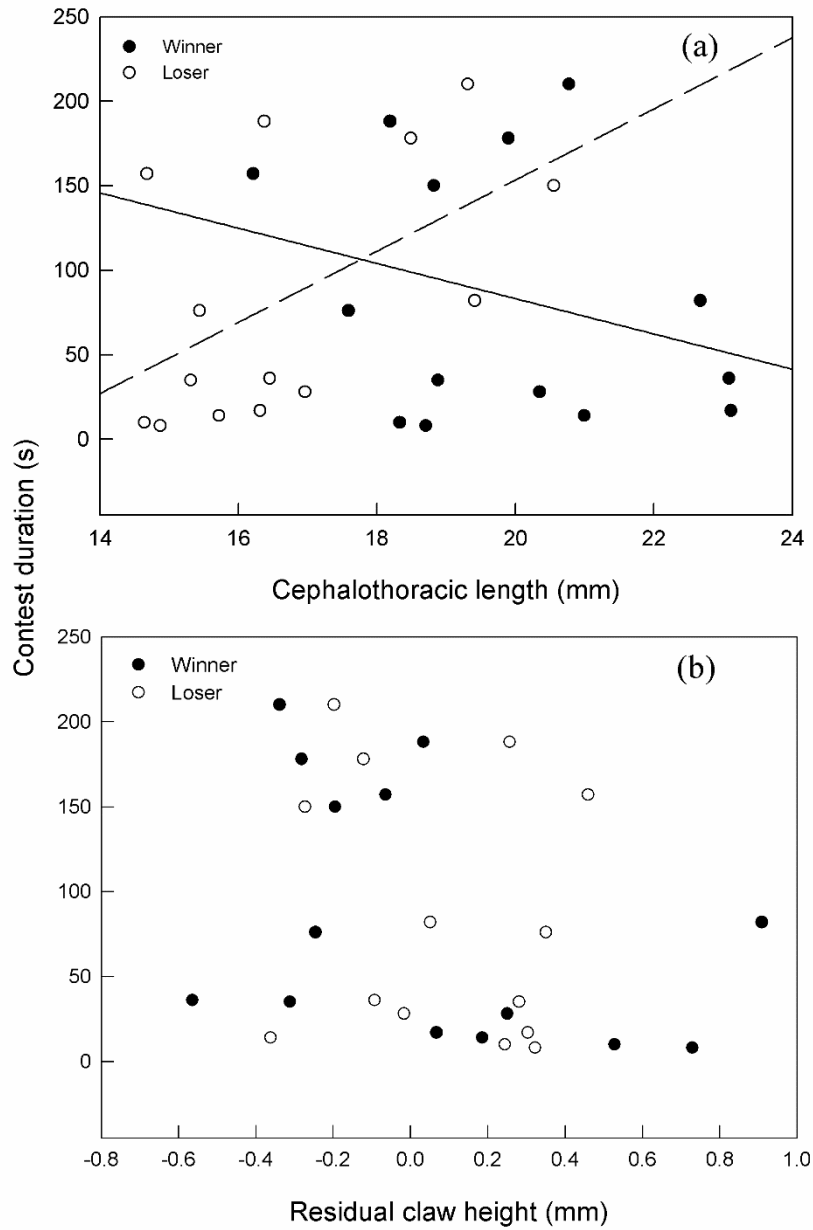 250
200
150
100
50
0
Winner
Loser
(a)
14 16 18 20 22 24
Cephalothoracic length (mm)
Contest duration (s)
250
200
150
100
50
0
Winner
Loser
(b)
-0.8 -0.6 -0.4 -0.2 0.0 0.2 0.4 0.6 0.8 1.0
Residual claw height (mm)